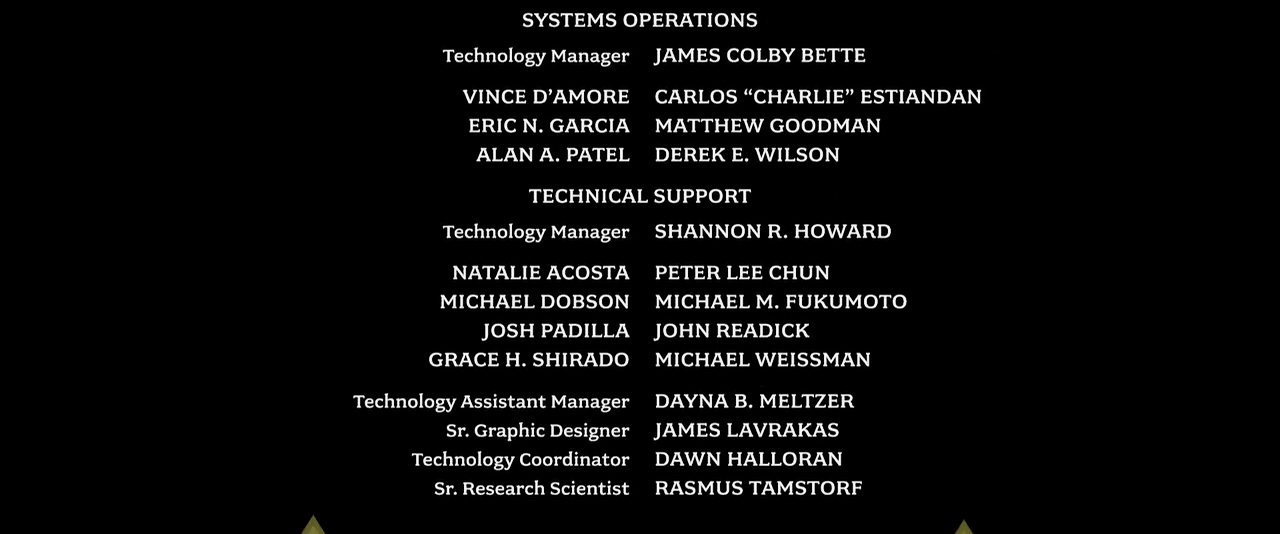 SYSTEMS OPERATIONS
Technology Manager JAMES COLBY BETTE
VINCE D’AMORE CARLOS “CHARLIE” ESTIANDAN
ERIC N. GARCIA MATTHEW GOODMAN
ALAN A. PATEL DEREK E. WILSON
TECHNICAL SUPPORT
Technology Manager SHANNON R. HOWARD
NATALIE ACOSTA PETER LEE CHUN
MICHAEL DOBSON MICHAEL M. FUKUMOTO
JOSH PADILLA JOHN READICK
GRACE H. SHIRADO MICHAEL WEISSMAN
Technology Assistant Manager DAYNA B. MELTZER
Sr. Graphic Designer JAMES LAVRAKAS
Technology Coordinator DAWN HALLORAN
Sr. Research Scientist RASMUS TAMSTORF